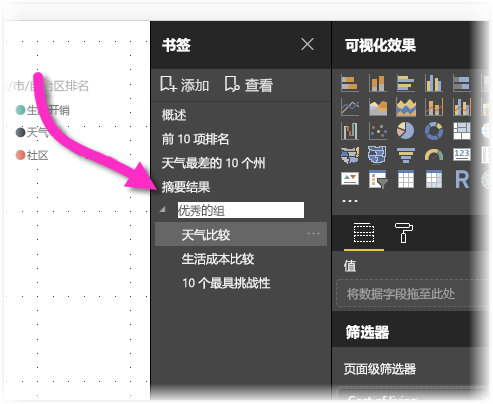 /市/自治区排名
生活开销
天气
社区
书签
添加 查看
概述
前 10 项排名
天气最差的 10 个州
摘要结果
优秀的组
天气比较
生活成本比较
10 个最具挑战性
可视化效果
123
R
值
将数据字段拖至此处
筛选器
页面级筛选器
Cost of living